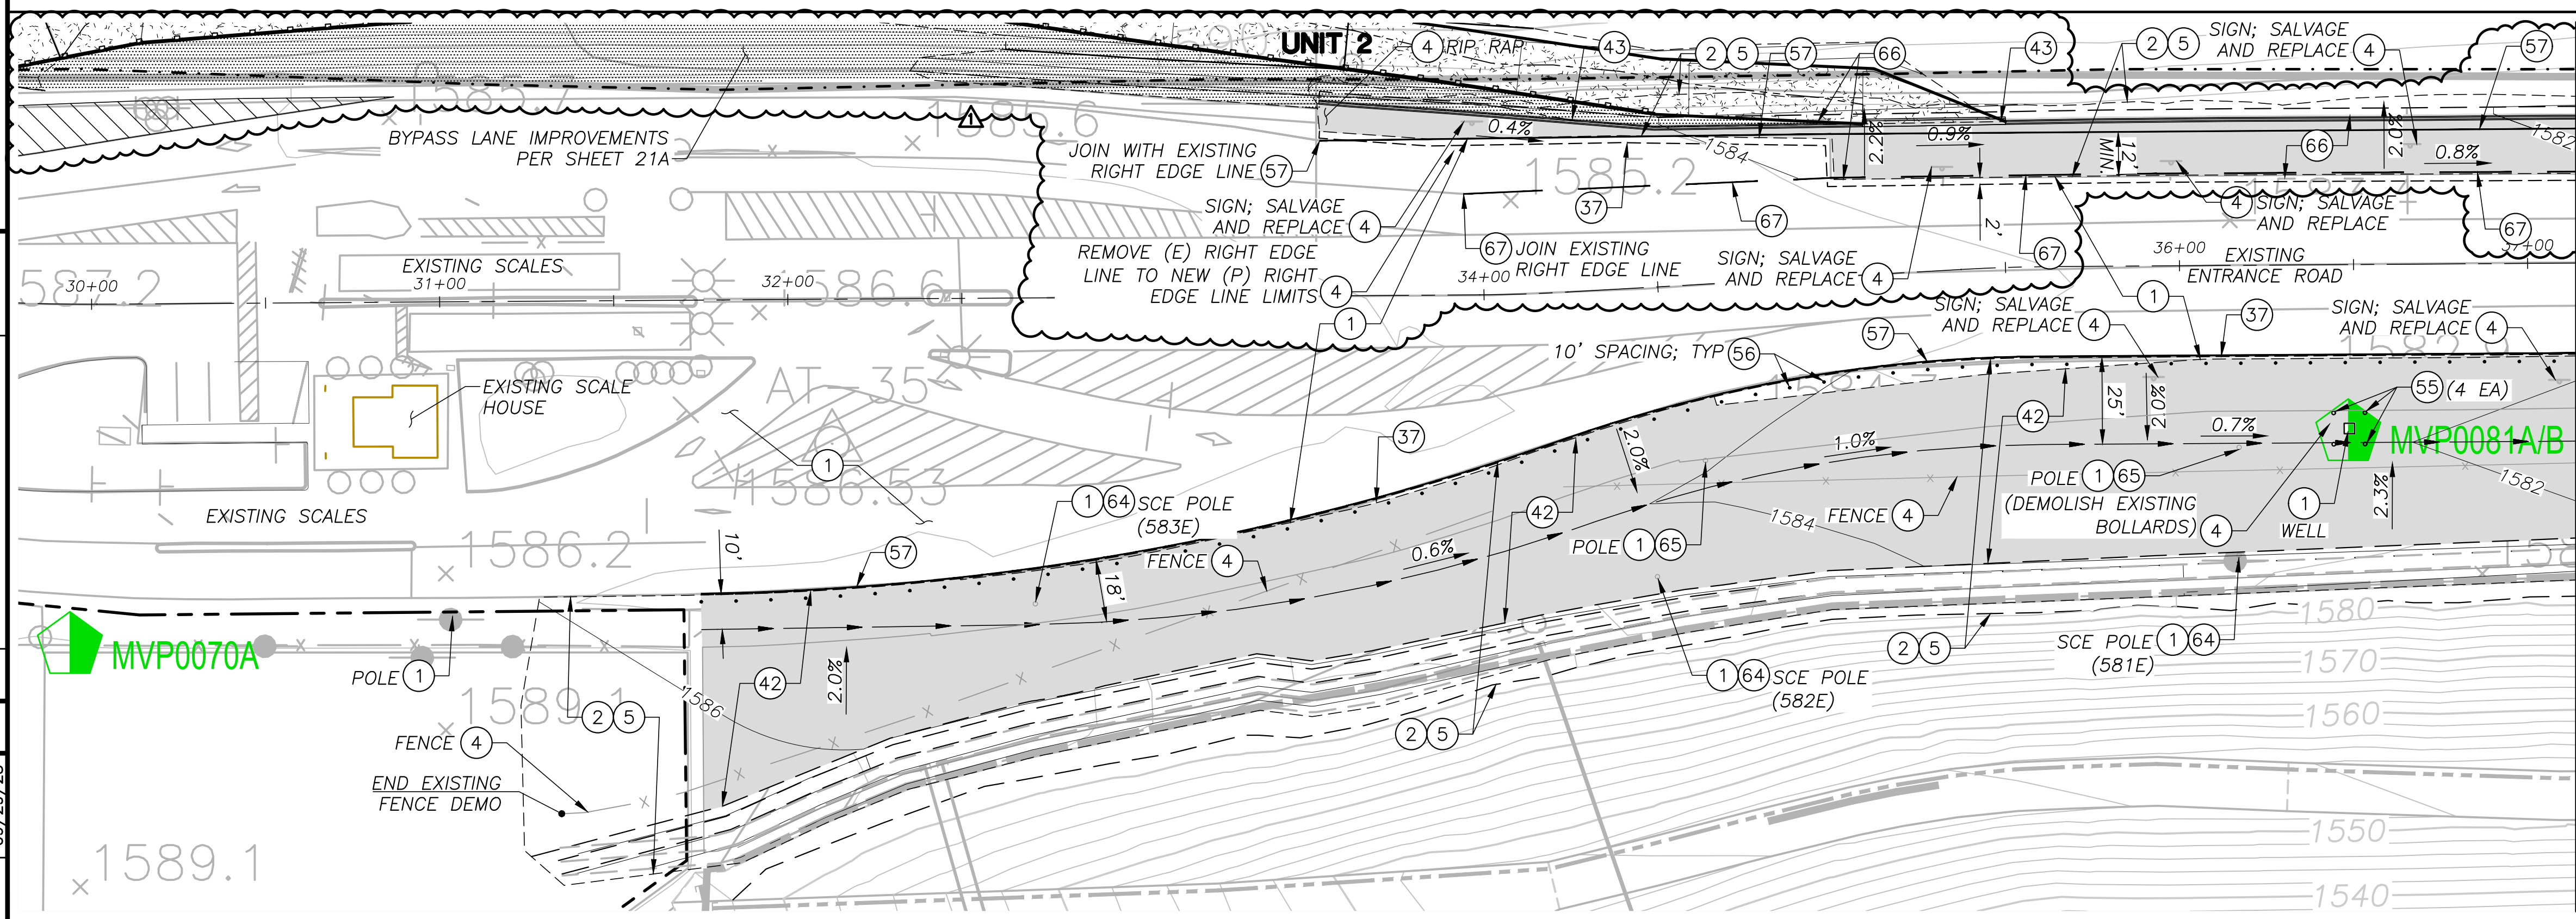 UNIT 2
4 RIP RAP
43
2 5
57
66
43
2 5
SIGN; SALVAGE
AND REPLACE 4
57
1585.7
1585.6
1
BYPASS LANE IMPROVEMENTS
PER SHEET 21A
JOIN WITH EXISTING
RIGHT EDGE LINE 57
0.4%
1584
2.2%
0.9%
12'
MIN.
66
2.0%
0.8%
1582
1585.2
SIGN; SALVAGE
AND REPLACE 4
37
67
2'
4 SIGN; SALVAGE
AND REPLACE
67
REMOVE (E) RIGHT EDGE
LINE TO NEW (P) RIGHT
EDGE LINE LIMITS 4
67 JOIN EXISTING
RIGHT EDGE LINE
SIGN; SALVAGE
AND REPLACE 4
67
36+00
EXISTING
ENTRANCE ROAD
37+00
34+00
587.2
30+00
EXISTING SCALES
31+00
32+00
1586.6
1
1
SIGN; SALVAGE
AND REPLACE 4
37
SIGN; SALVAGE
AND REPLACE 4
57
10' SPACING; TYP 56
EXISTING SCALE
HOUSE
AT-35
42
25'
2.0%
0.7%
55 (4 EA)
MVP0081A/B
37
2.0%
1.0%
1
1586.53
POLE 1 65
(DEMOLISH EXISTING
BOLLARDS) 4
1
WELL
2.3%
1582
EXISTING SCALES
1 64 SCE POLE
(583E)
42
1584
FENCE 4
1586.2
10'
57
FENCE 4
0.6%
POLE 1 65
18'
1580
MVP0070A
POLE 1
42
2.0%
1586
2 5
SCE POLE 1 64
(581E)
1570
1 64 SCE POLE
(582E)
1589.1
2 5
2 5
1560
FENCE 4
END EXISTING
FENCE DEMO
1589.1
1550
1540